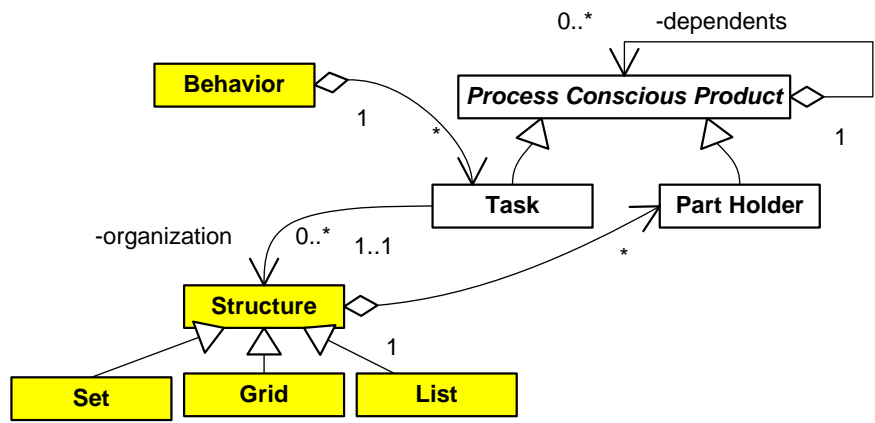 0..* -dependents
Behavior
Process Conscious Product
1
*
1
Task
Part Holder
-organization
0..*
1..1
*
Structure
1
Set
Grid
List